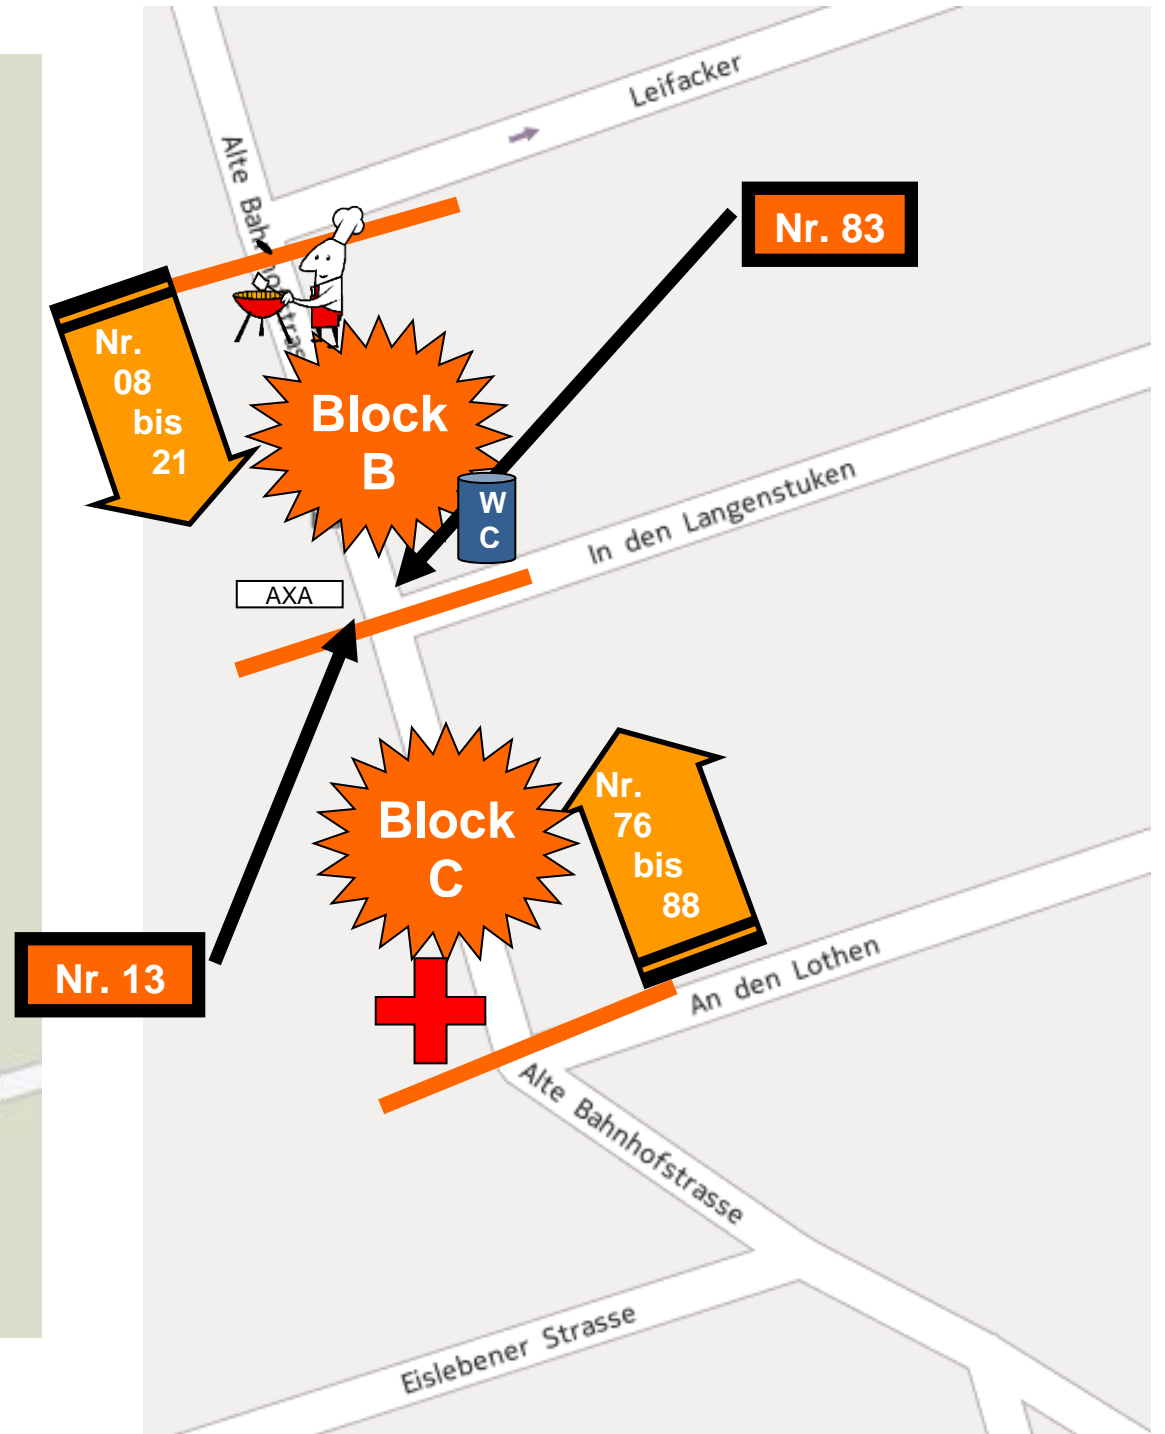 Leifacker
Alte Bahnhofstras
Nr. 83
Nr.
08
bis
21
Block
B
W
C
In den Langenstuken
AXA
Nr.
76
bis
88
Block
C
An den Lothen
Nr. 13
Alte Bahnhofstrasse
Eislebener Strasse